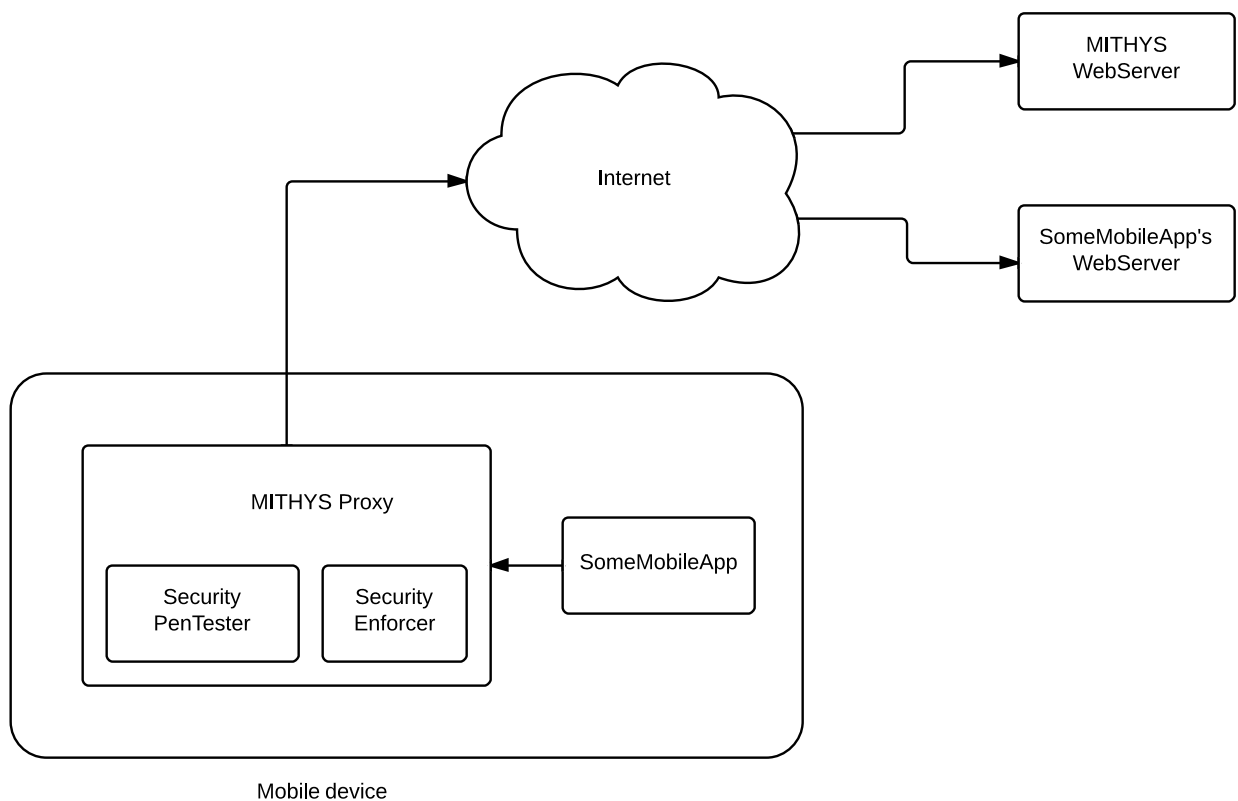 MITHYS
WebServer
Internet
SomeMobileApp's
WebServer
MITHYS Proxy
SomeMobileApp
Security
PenTester
Security
Enforcer
Mobile device